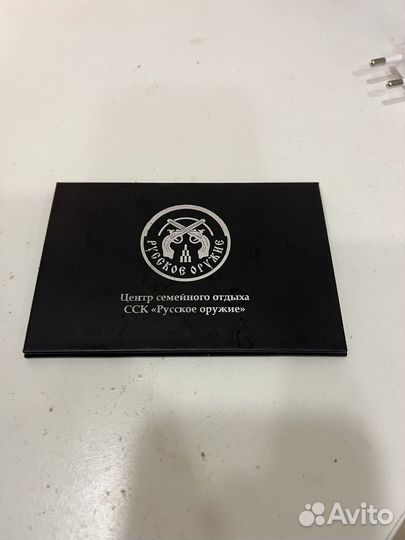 РУССКОЕ ОРУЖИЕ
Центр семейного отдыха
ССК «Русское оружие»
Avito